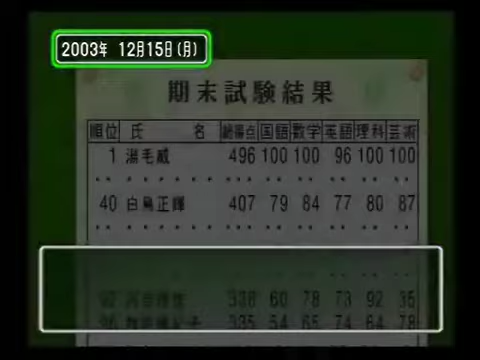 2003年 12月15日(月)
期末試験結果
順位 氏 名 総得点 国語 数学 英語 理科 芸術
1 湯毛威 496 100 100 96 100 100
40 白鳥正輝 407 79 84 77 80 87
338 60 78 73 92 35
335 54 65 74 64 78